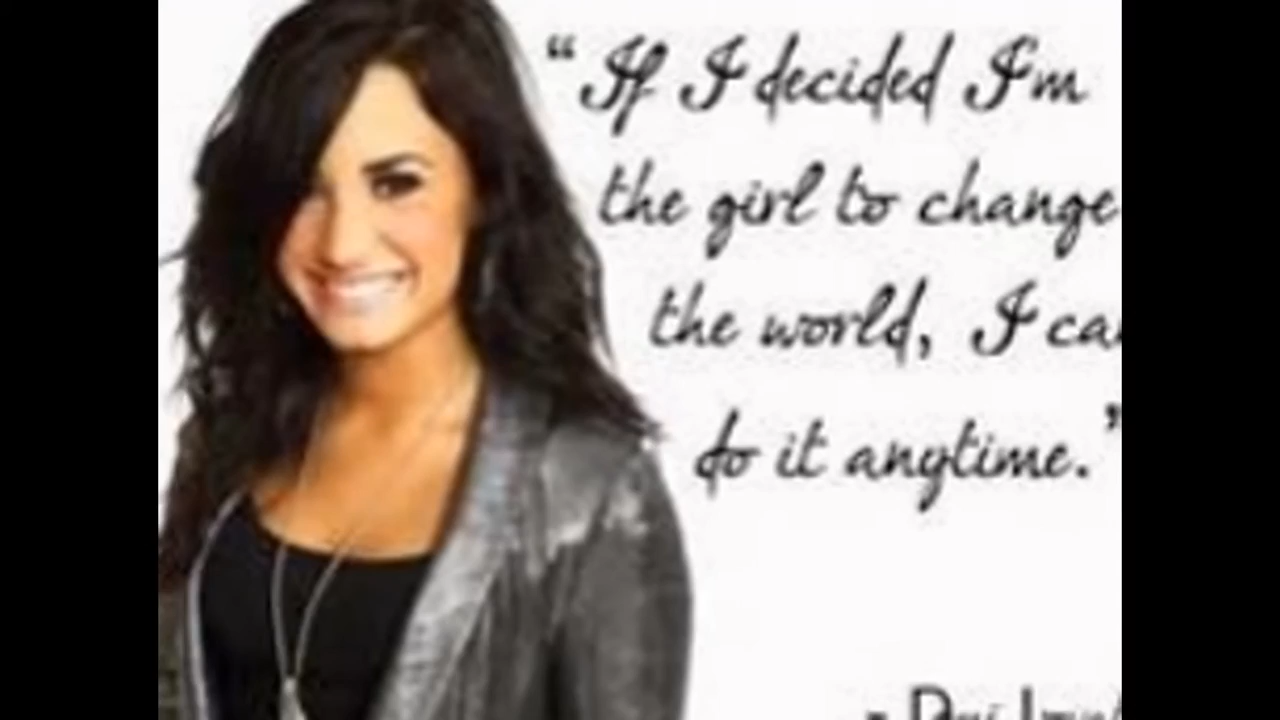 “If I decided I'm
the girl to change
the world, I ca
do it anytime.”
-